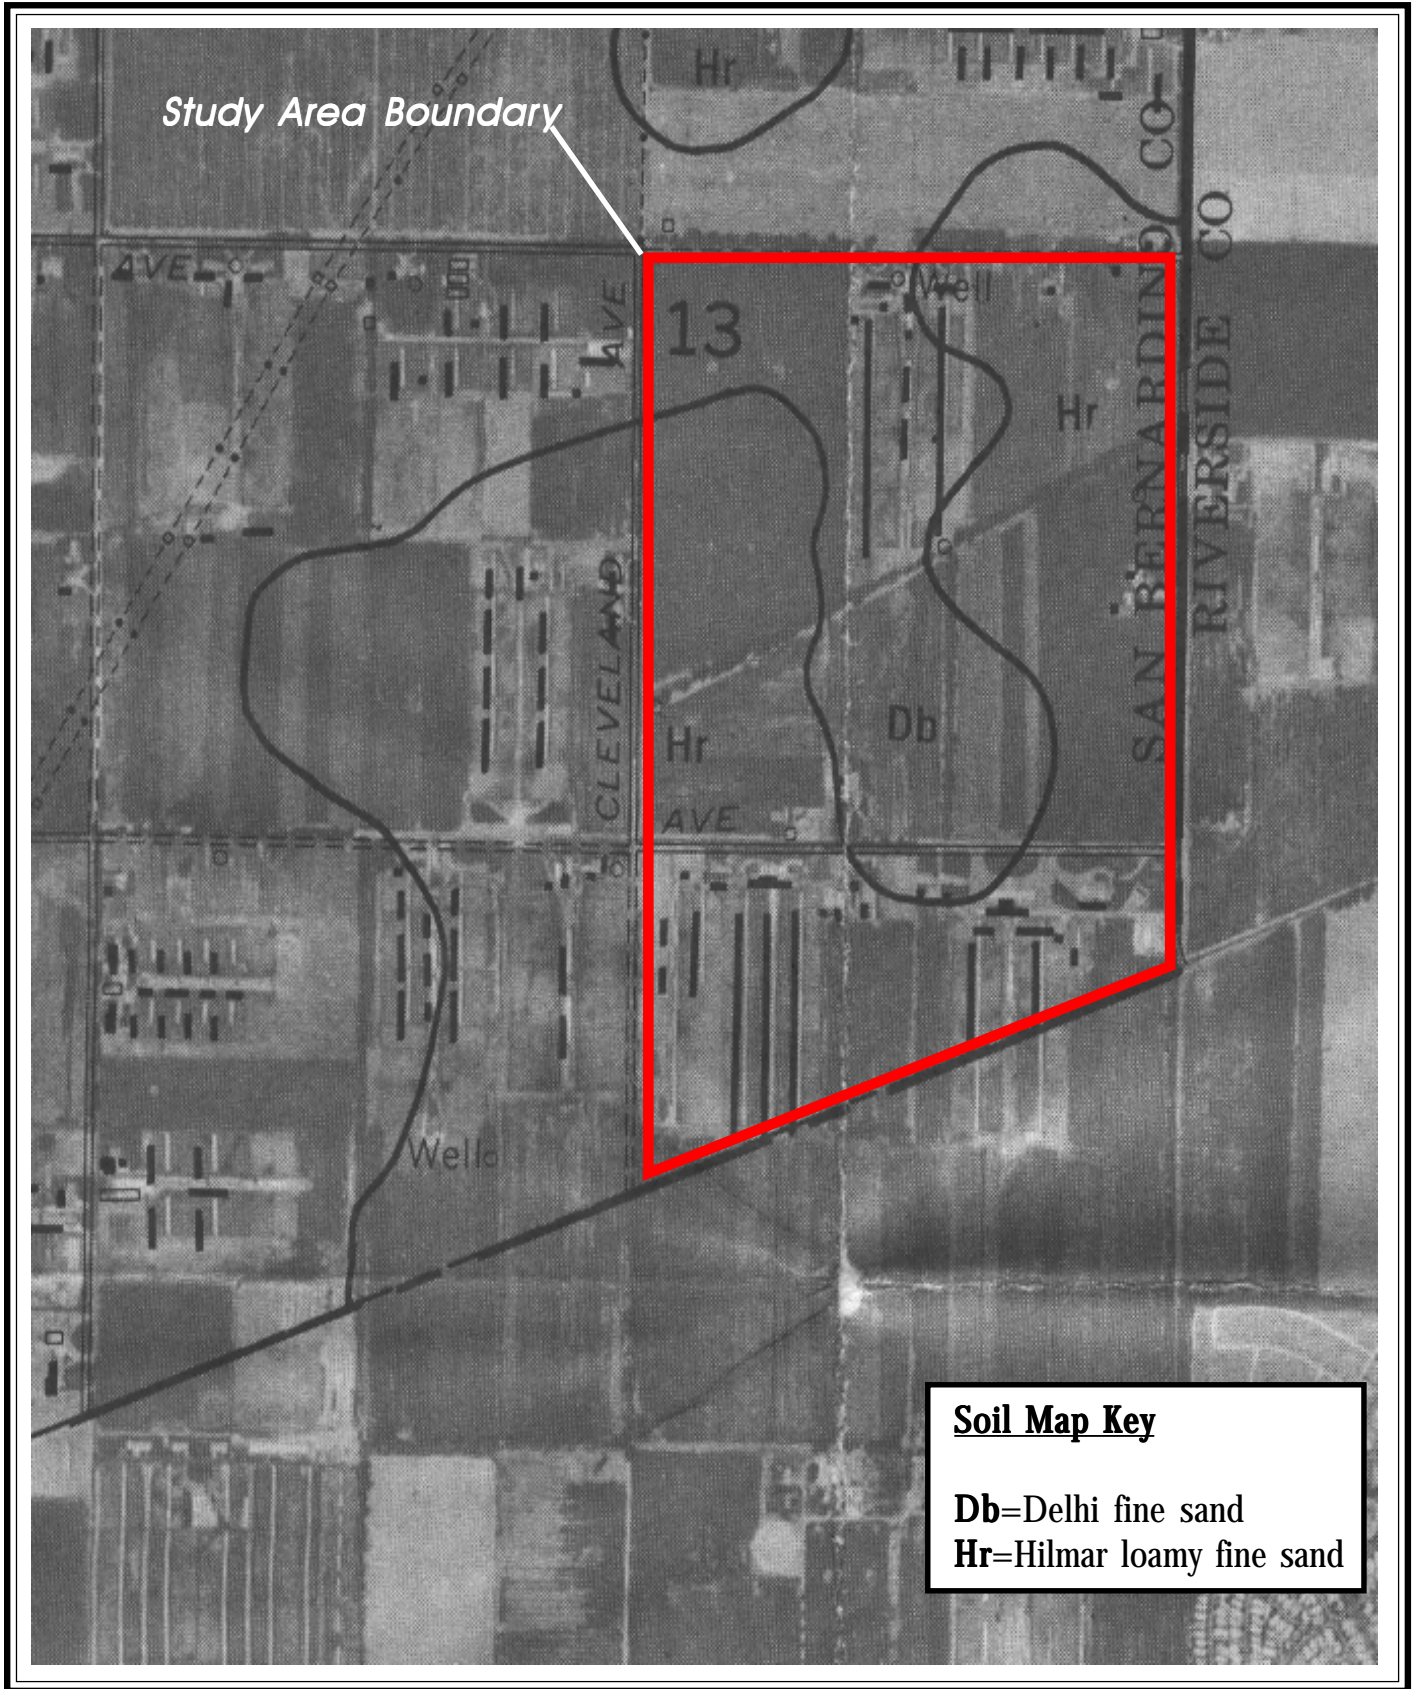 Hr
Study Area Boundary
SAN BERNARDINO CO
RIVERSIDE CO
AVE
Well
AVE
13
Hr
CLEVELAND
Db
Hr
AVE
Well
Soil Map Key
Db=Delhi fine sand
Hr=Hilmar loamy fine sand